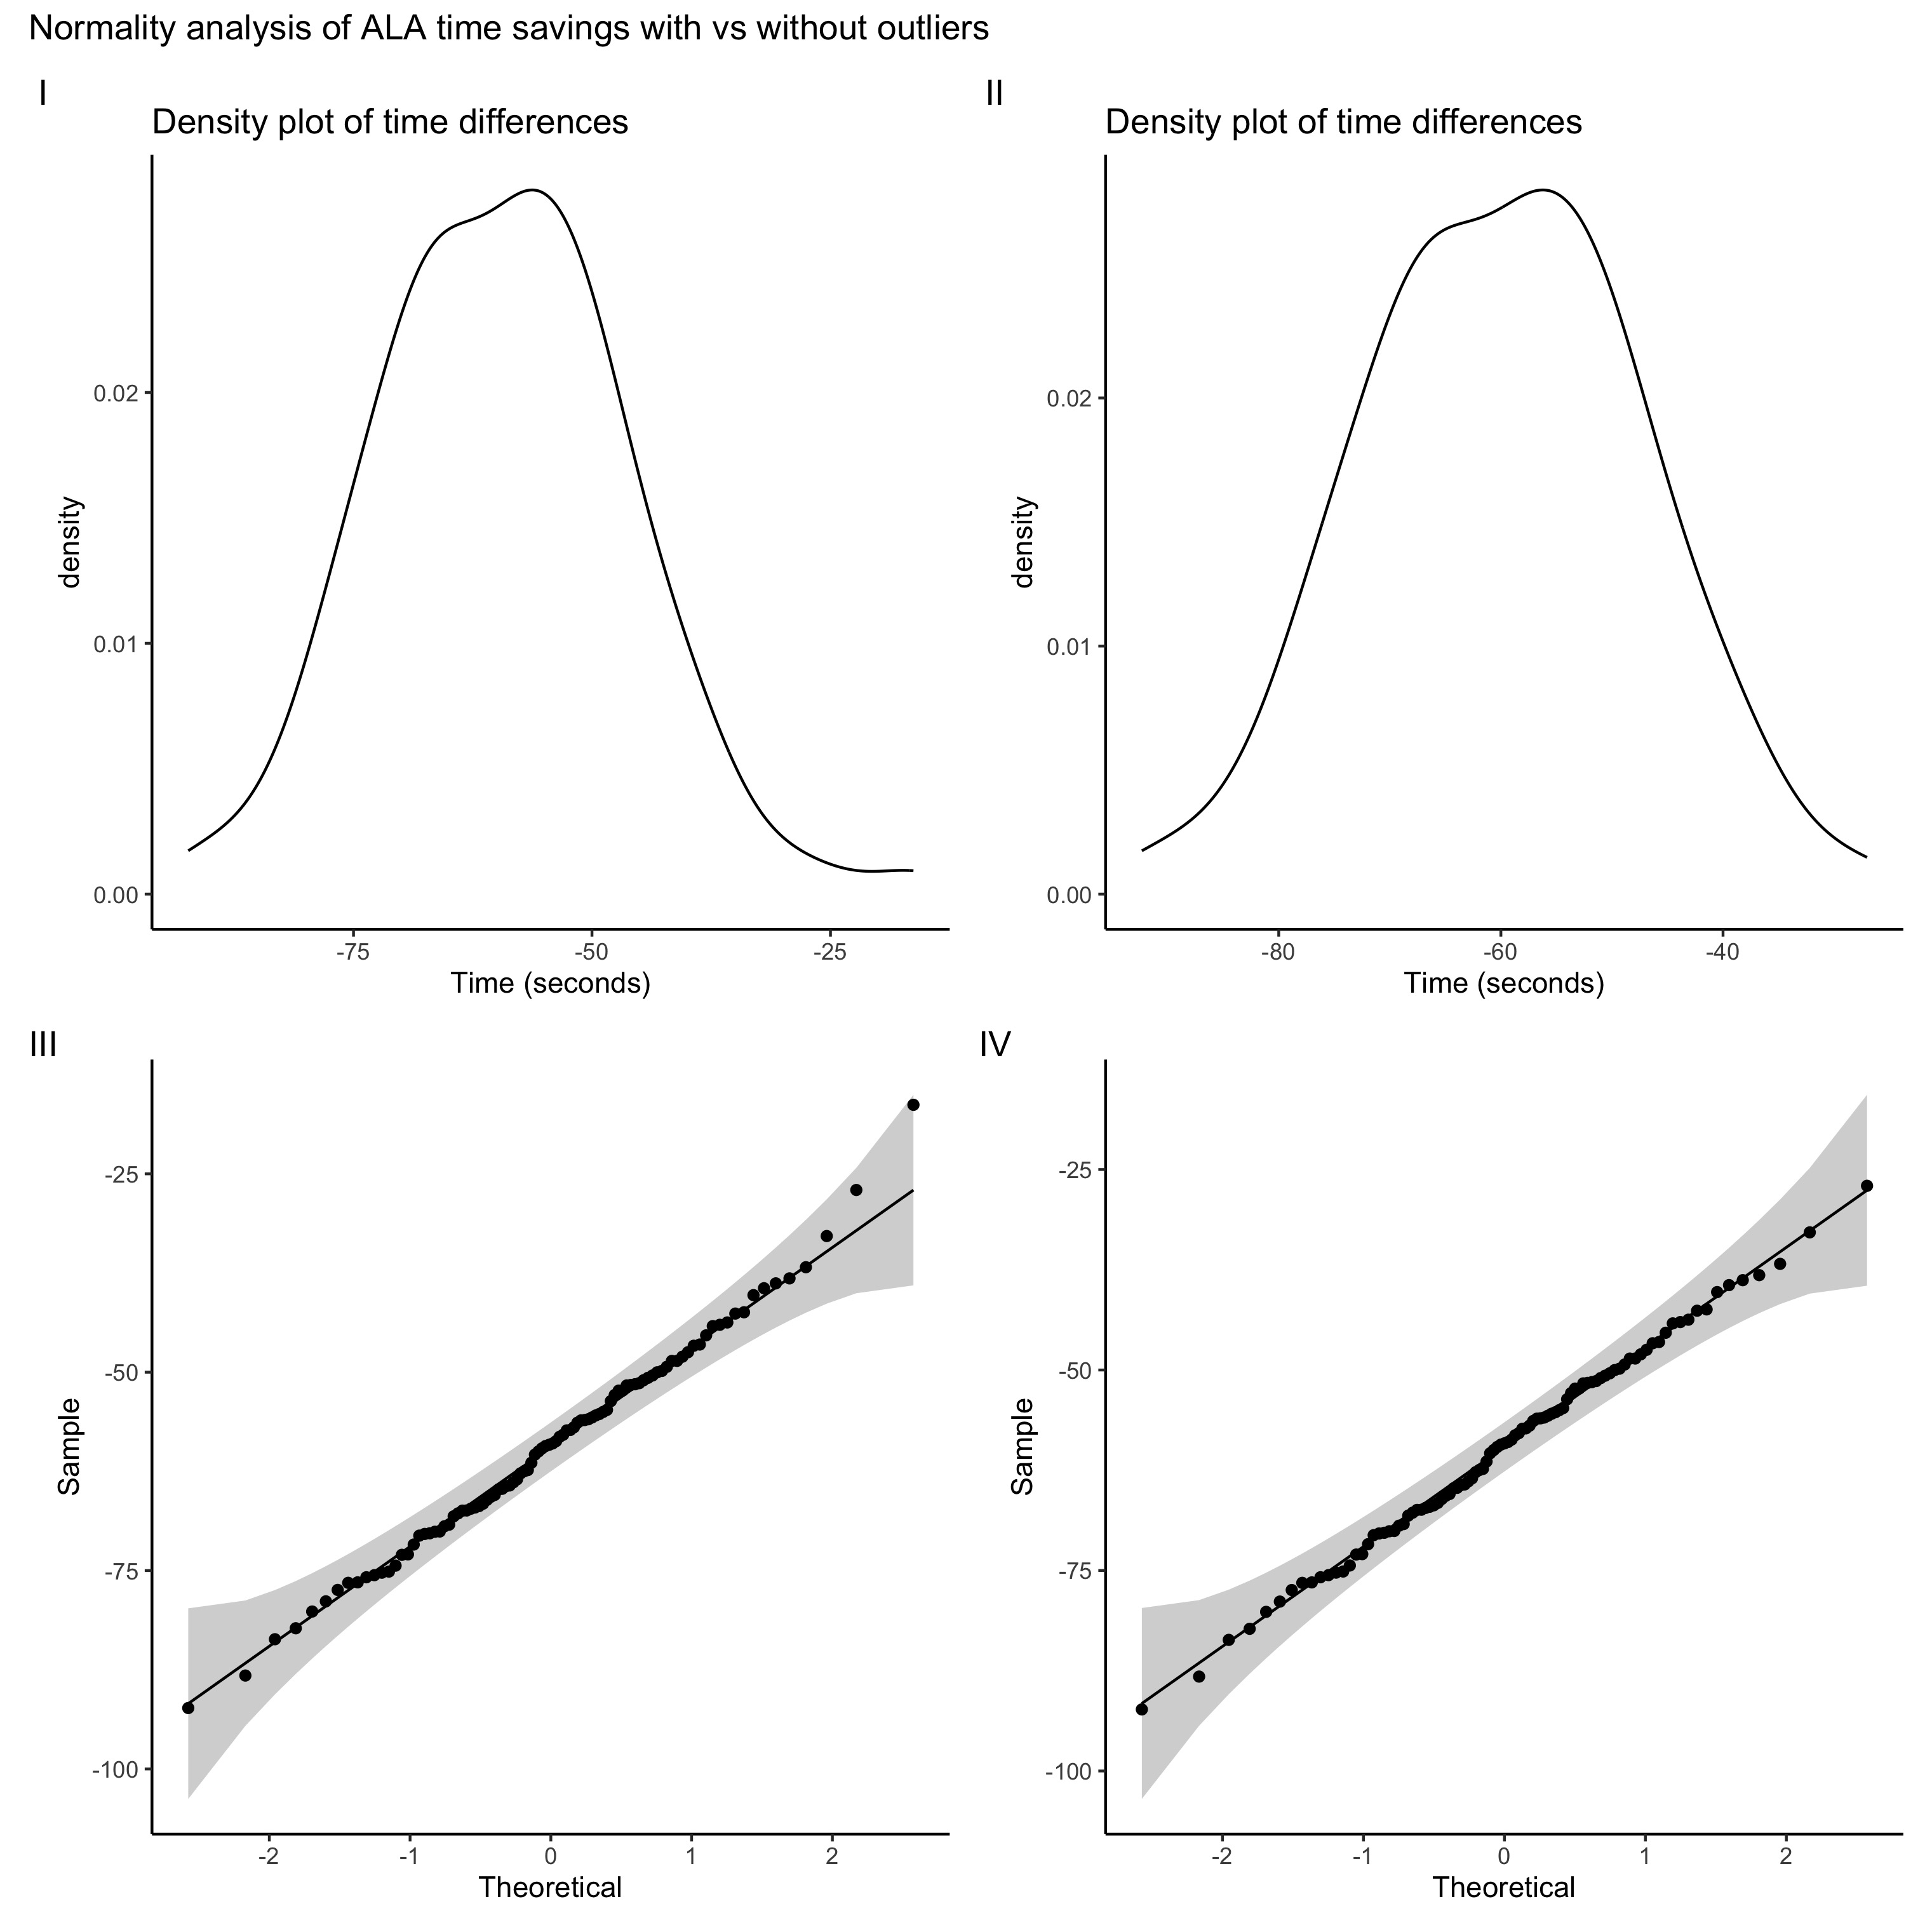 Normality analysis of ALA time savings with vs without outliers
I
Density plot of time differences
density
0.02
0.01
0.00
-75
-50
-25
Time (seconds)
II
Density plot of time differences
density
0.02
0.01
0.00
-80
-60
-40
Time (seconds)
III
Sample
-25
-50
-75
-100
-2
-1
0
1
2
Theoretical
IV
Sample
-25
-50
-75
-100
-2
-1
0
1
2
Theoretical